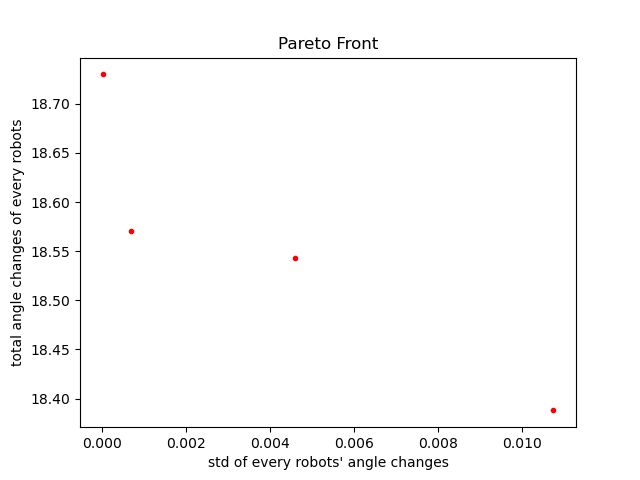 Pareto Front
total angle changes of every robots
18.70
18.65
18.60
18.55
18.50
18.45
18.40
0.000 0.002 0.004 0.006 0.008 0.010
std of every robots' angle changes